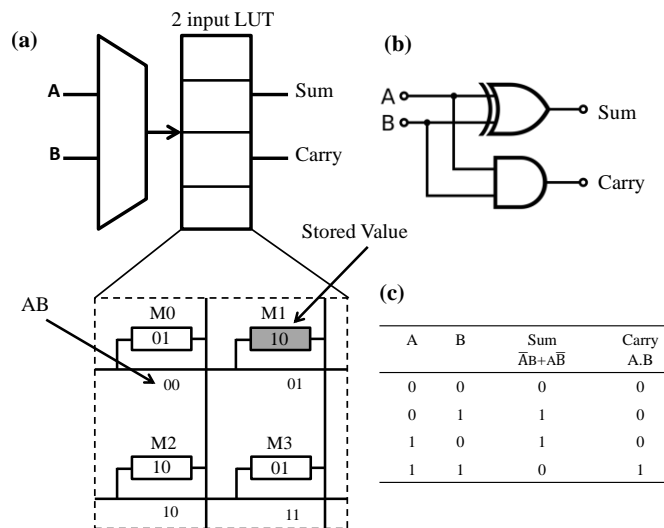 2 input LUT
(a)
A
B
Sum
Carry
(b)
A
B
Sum
Carry
Stored Value
AB
M0
01
00
M1
10
01
M2
10
10
M3
01
11
(c)
A B Sum Carry
A̅B+AB̅ A.B
0 0 0 0
0 1 1 0
1 0 1 0
1 1 0 1